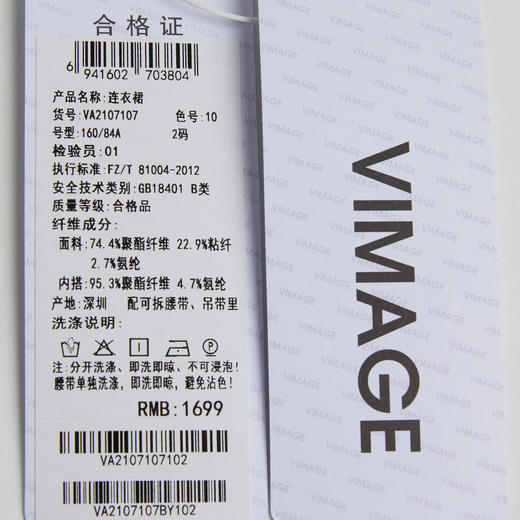 合格证
6 941602 703804
产品名称:连衣裙
货号:VA2107107 色号:10
号型:160/84A 2码
检验员:01
执行标准:FZ/T 81004-2012
安全技术类别:GB18401 B类
质量等级:合格品
纤维成分:
面料:74.4%聚酯纤维 22.9%粘纤
2.7%氨纶
内搭:95.3%聚酯纤维 4.7%氨纶
产地:深圳 配可拆腰带、吊带里
洗涤说明:
注:分开洗涤、即洗即晾、不可浸泡!
腰带单独洗涤,即洗即晾,避免沾色!
RMB:1699
VA2107107102
VA2107107BY102
VIMAGE